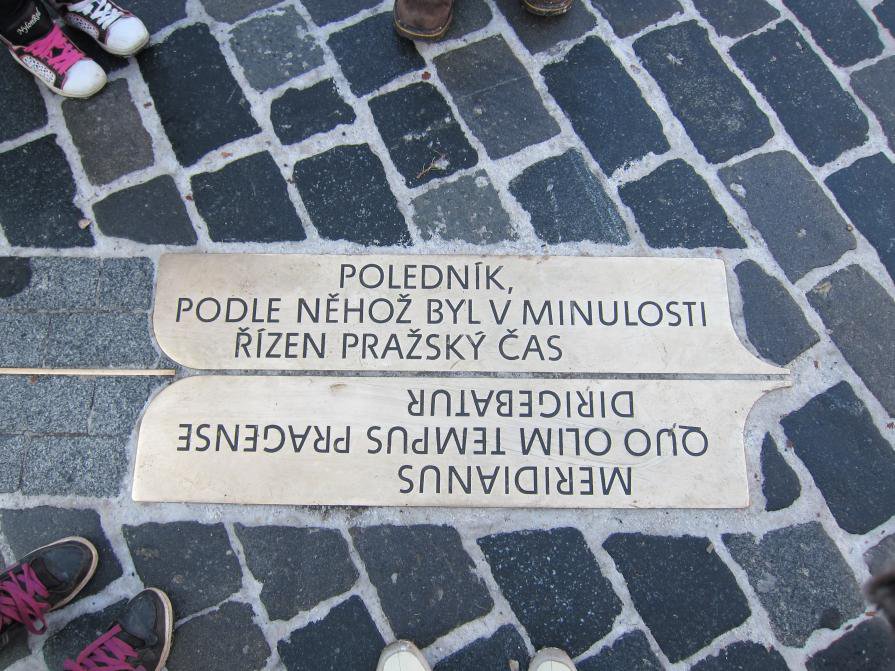 POLEDNÍK,
PODLE NĚHOŽ BYL V MINULOSTI
ŘÍZEN PRAŽSKÝ ČAS
MERIDIANUS
QUO OLIM TEMPUS PRAGENSE
DIRIGEBATUR